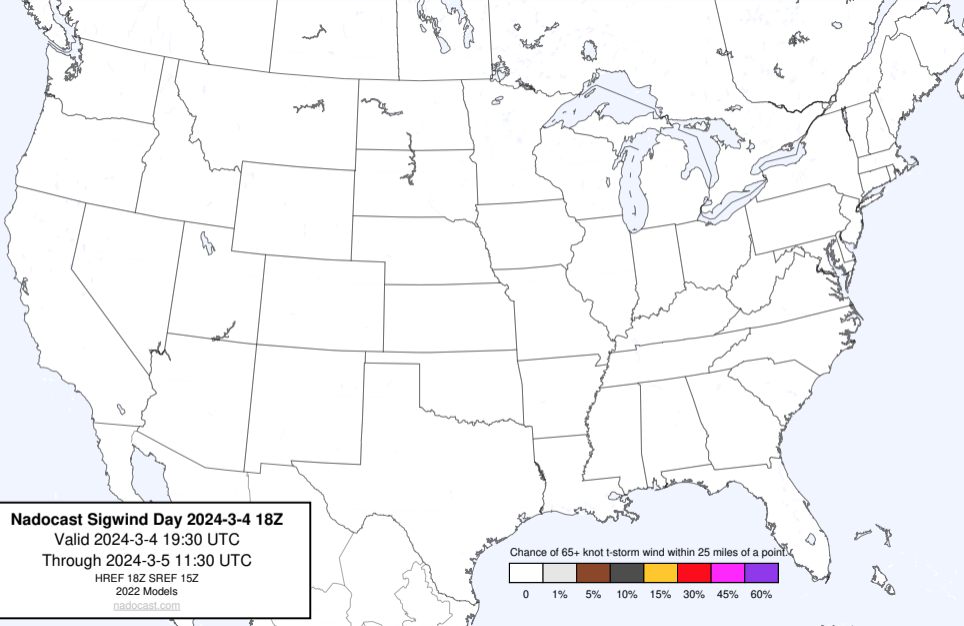 Nadocast Sigwind Day 2024-3-4 18Z
Valid 2024-3-4 19:30 UTC
Through 2024-3-5 11:30 UTC
HREF 18Z SREF 15Z
2022 Models
nadocast.com
Chance of 65+ knot t-storm wind within 25 miles of a point.
0 1% 5% 10% 15% 30% 45% 60%